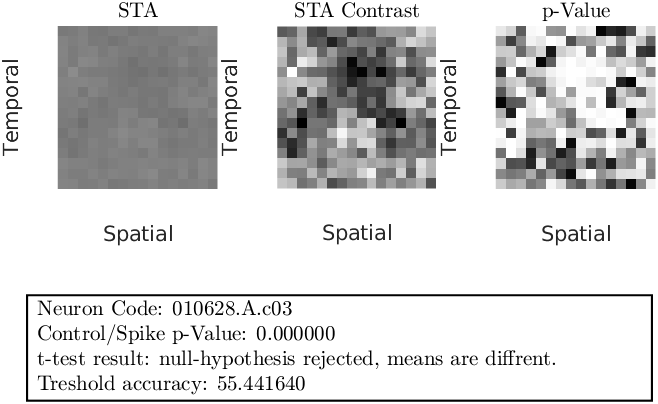 STA
STA Contrast
p-Value
Temporal
Temporal
Temporal
Spatial
Spatial
Spatial
Neuron Code: 010628.A.c03
Control/Spike p-Value: 0.000000
t-test result: null-hypothesis rejected, means are diffrent.
Treshold accuracy: 55.441640